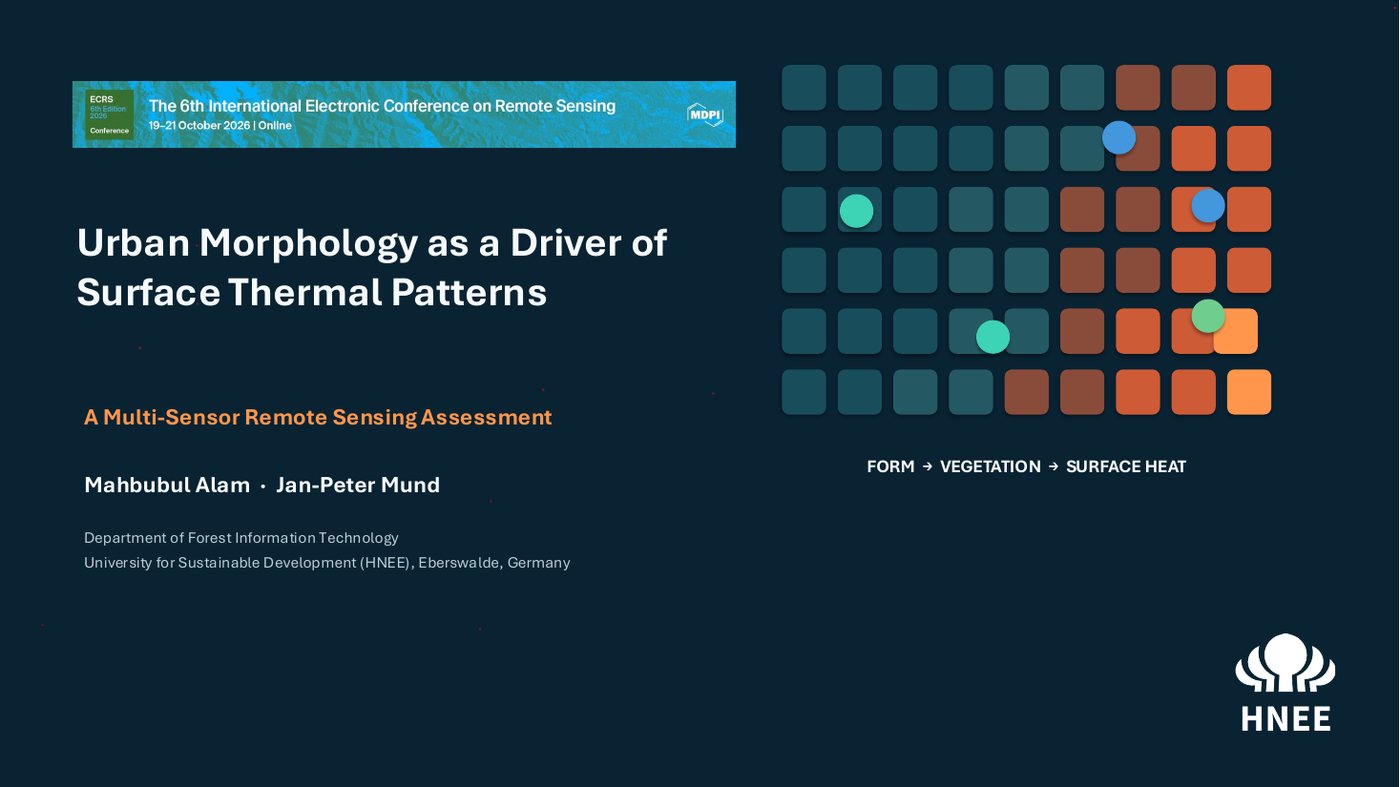 ECRS
6th Edition
2026
Conference
The 6th International Electronic Conference on Remote Sensing
19–21 October 2026 | Online
MDPI
Urban Morphology as a Driver of
Surface Thermal Patterns
A Multi-Sensor Remote Sensing Assessment
Mahbubul Alam · Jan-Peter Mund
Department of Forest Information Technology
University for Sustainable Development (HNEE), Eberswalde, Germany
FORM → VEGETATION → SURFACE HEAT
HNEE